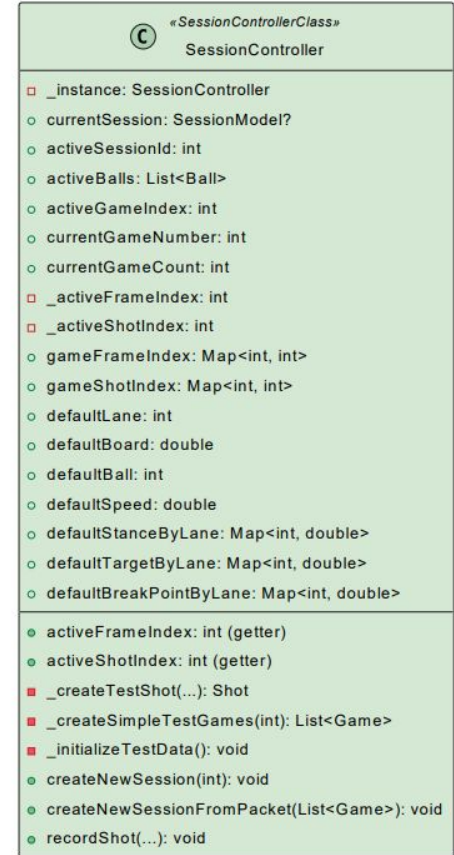 C
«SessionControllerClass»
SessionController
_instance: SessionController
currentSession: SessionModel?
activeSessionId: int
activeBalls: List<Ball>
activeGameIndex: int
currentGameNumber: int
currentGameCount: int
_activeFrameIndex: int
_activeShotIndex: int
gameFrameIndex: Map<int, int>
gameShotIndex: Map<int, int>
defaultLane: int
defaultBoard: double
defaultBall: int
defaultSpeed: double
defaultStanceByLane: Map<int, double>
defaultTargetByLane: Map<int, double>
defaultBreakPointByLane: Map<int, double>
activeFrameIndex: int (getter)
activeShotIndex: int (getter)
_createTestShot(...): Shot
_createSimpleTestGames(int): List<Game>
_initializeTestData(): void
createNewSession(int): void
createNewSessionFromPacket(List<Game>): void
recordShot(...): void